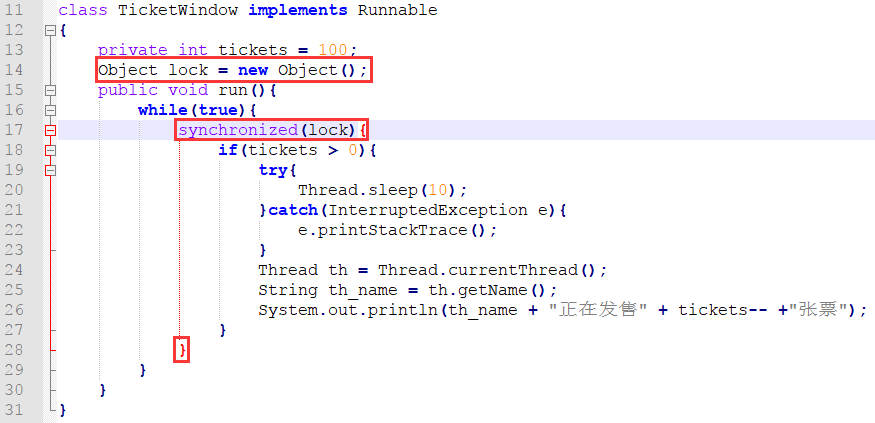 11 class TicketWindow implements Runnable
12 {
13     private int tickets = 100;
14     Object lock = new Object();
15     public void run(){
16         while(true){
17             synchronized(lock){
18                 if(tickets > 0){
19                     try{
20                         Thread.sleep(10);
21                     }catch(InterruptedException e){
22                         e.printStackTrace();
23                     }
24                     Thread th = Thread.currentThread();
25                     String th_name = th.getName();
26                     System.out.println(th_name + "正在发售" + tickets-- +"张票");
27                 }
28             }
29         }
30     }
31 }